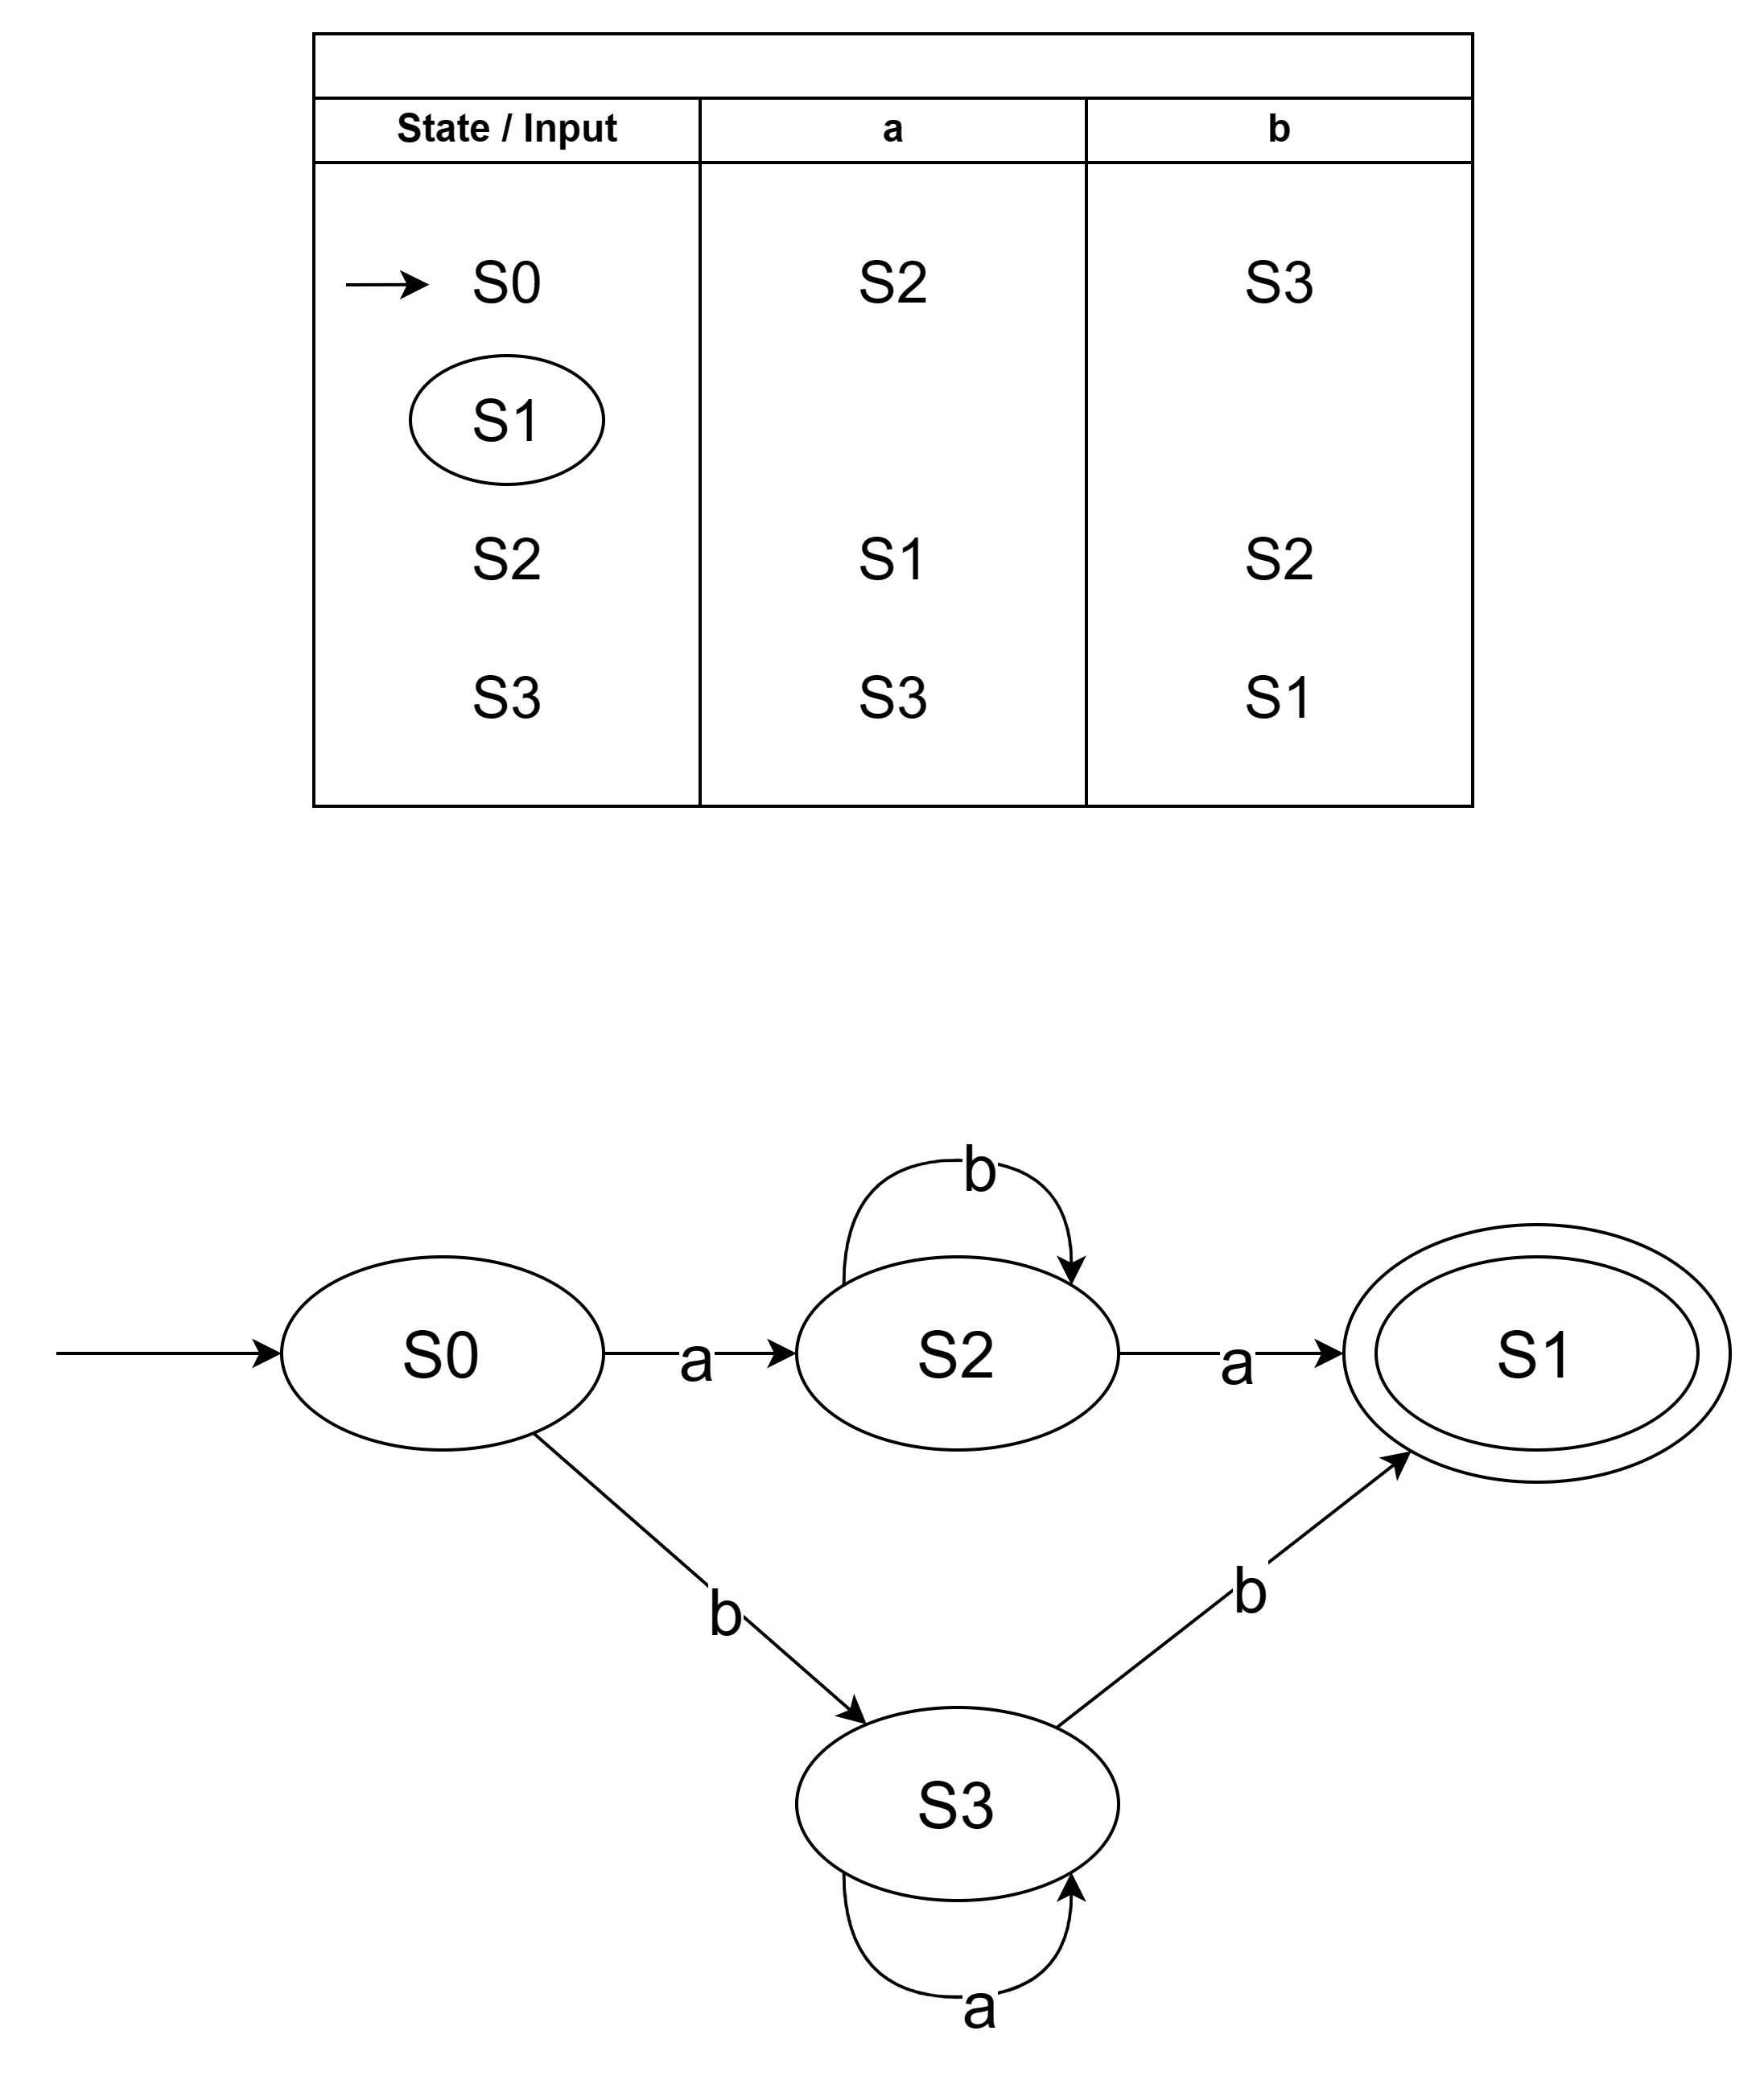 State / Input a b
S0 S2 S3
S1
S2 S1 S2
S3 S3 S1
b
S0 a S2 a S1
b b
S3
a